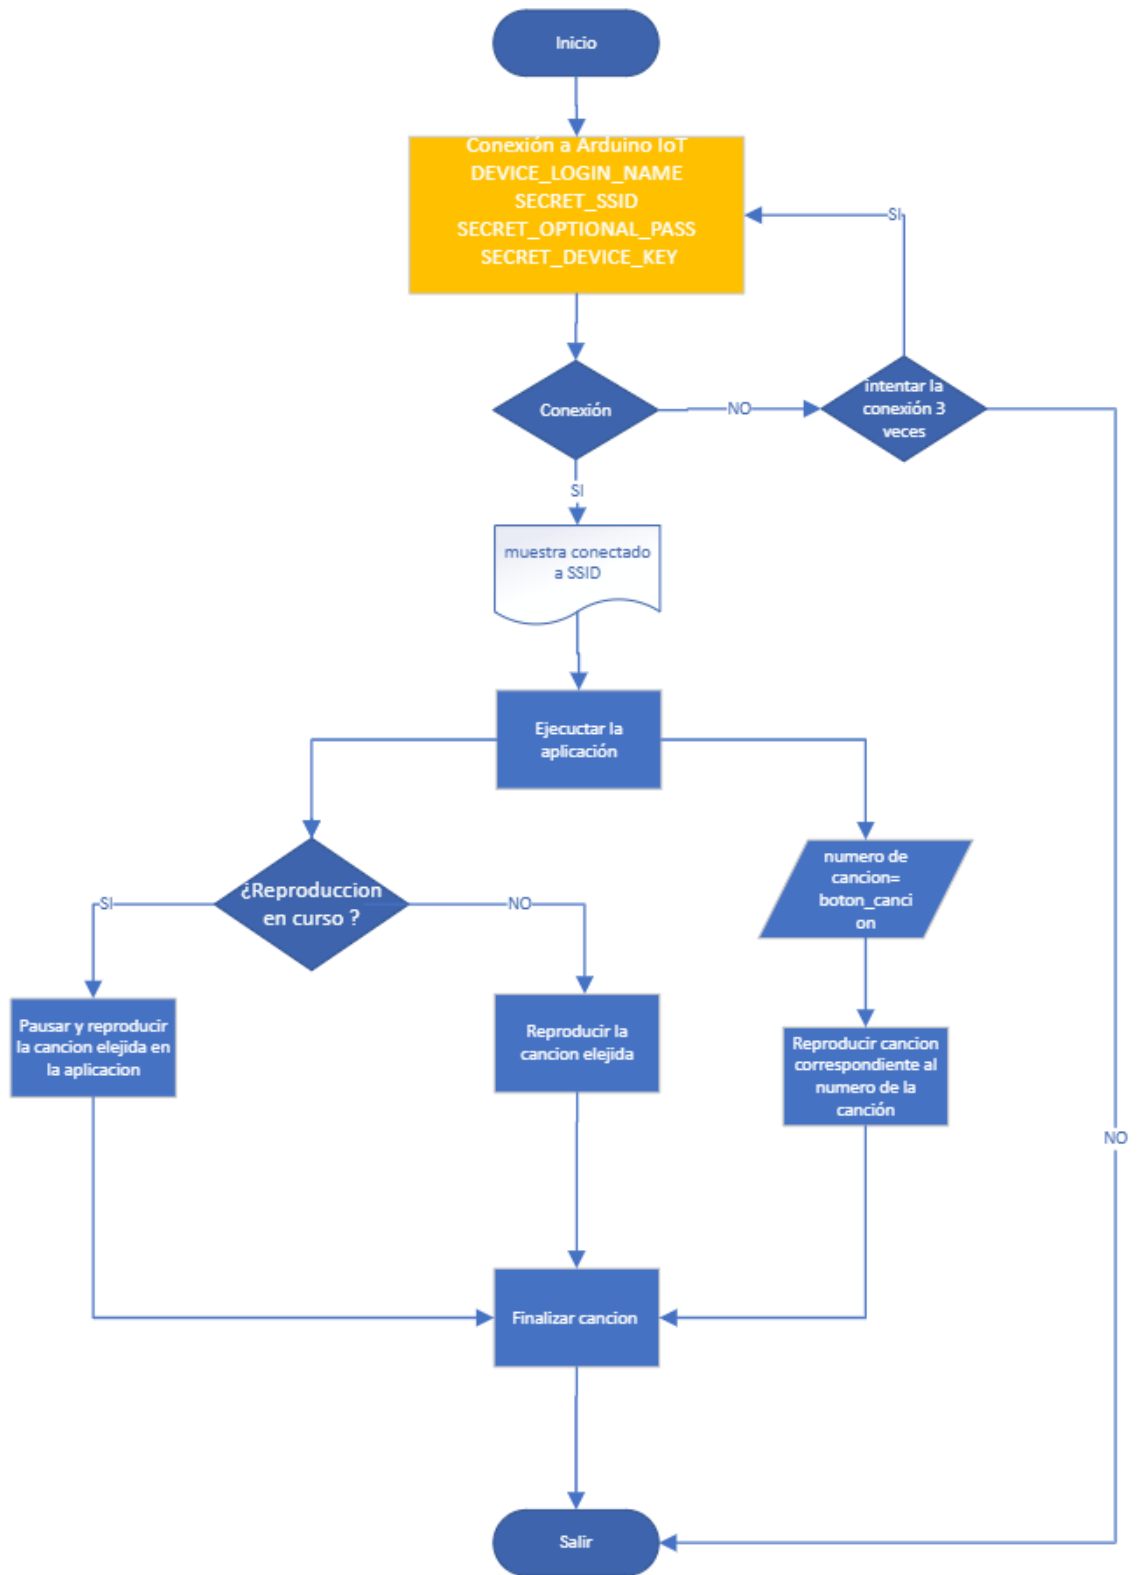 Inicio
Conexión a Arduino IoT
DEVICE_LOGIN_NAME
SECRET_SSID
SECRET_OPTIONAL_PASS
SECRET_DEVICE_KEY
SI
Conexión
NO
intentar la
conexión 3
veces
SI
muestra conectado
a SSID
Ejecuctar la
aplicación
¿Reproduccion
en curso ?
SI
NO
numero de
cancion=
boton_canci
on
Pausar y reproducir
la cancion elejida en
la aplicacion
Reproducir la
cancion elejida
Reproducir cancion
correspondiente al
numero de la
canción
NO
Finalizar cancion
Salir